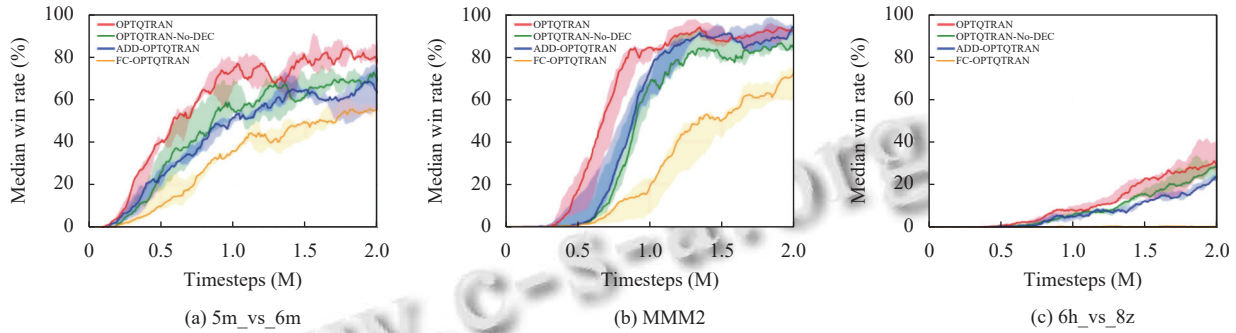 100
80
60
40
20
0
Median win rate (%)
OPTQTRAN
OPTQTRAN-No-DEC
ADD-OPTQTRAN
FC-OPTQTRAN
0 0.5 1.0 1.5 2.0
Timesteps (M)
(a) 5m_vs_6m
100
80
60
40
20
0
Median win rate (%)
OPTQTRAN
OPTQTRAN-No-DEC
ADD-OPTQTRAN
FC-OPTQTRAN
0 0.5 1.0 1.5 2.0
Timesteps (M)
(b) MMM2
100
80
60
40
20
0
Median win rate (%)
OPTQTRAN
OPTQTRAN-No-DEC
ADD-OPTQTRAN
FC-OPTQTRAN
0 0.5 1.0 1.5 2.0
Timesteps (M)
(c) 6h_vs_8z